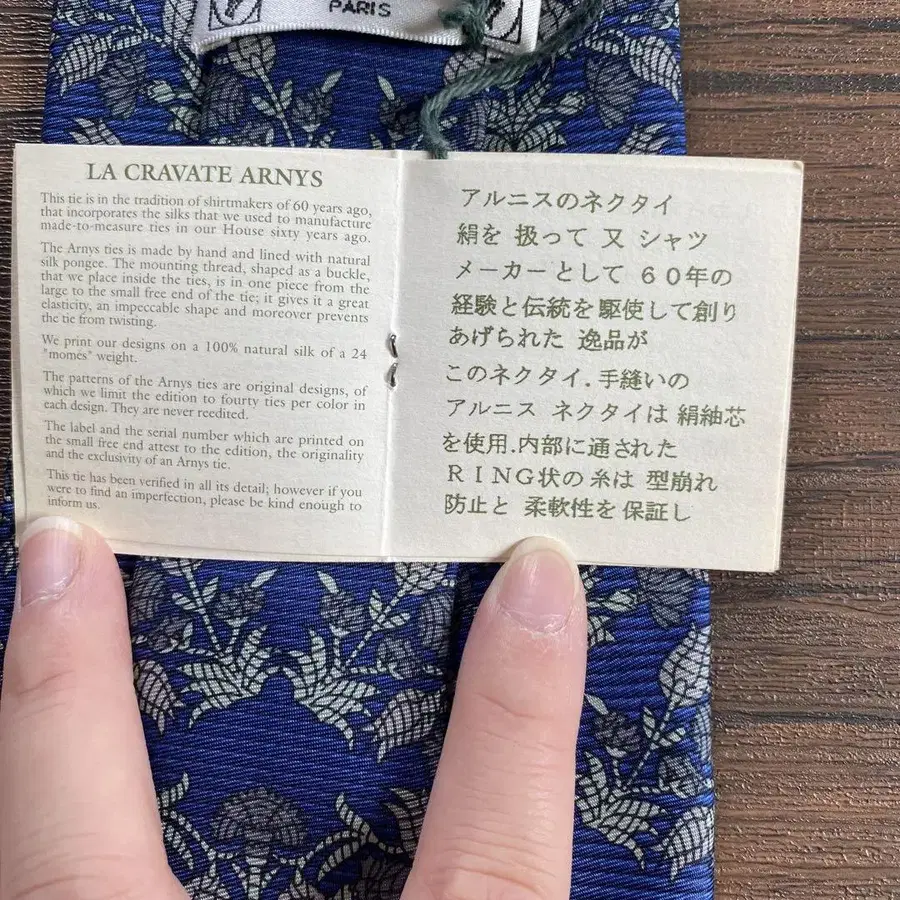 PARIS
LA CRAVATE ARNYS
This tie is in the tradition of shirtmakers of 60 years ago,
that incorporates the silks that we used to manufacture
made-to-measure ties in our House sixty years ago.
The Arnys ties is made by hand and lined with natural
silk pongee. The mounting thread, shaped as a buckle,
that we place inside the ties, is in one piece from the
large to the small free end of the tie; it gives it a great
elasticity, an impeccable shape and moreover prevents
the tie from twisting.
We print our designs on a 100% natural silk of a 24
"momes" weight.
The patterns of the Arnys ties are original designs, of
which we limit the edition to fourty ties per color in
each design. They are never reedited.
The label and the serial number which are printed on
the small free end attest to the edition, the originality
and the exclusivity of an Arnys tie.
This tie has been verified in all its detail; however if you
were to find an imperfection, please be kind enough to
inform us.
アルニスのネクタイ
絹を 扱って 又 シャツ
メーカーとして 60年の
経験と伝統を駆使して創り
あげられた 逸品が
このネクタイ.手縫いの
アルニス ネクタイは 絹紬芯
を使用.内部に通された
RING状の糸は 型崩れ
防止と 柔軟性を保証し